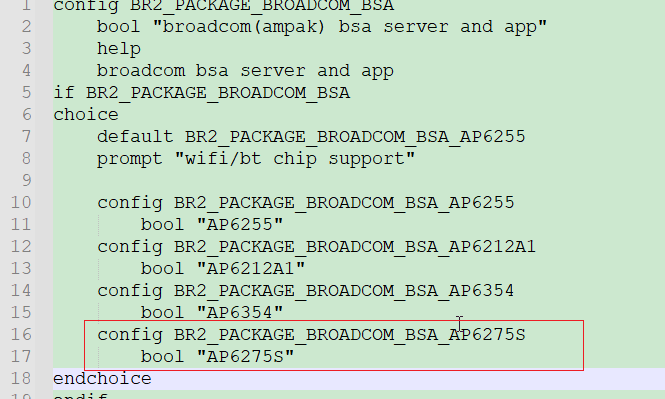 1 config BR2_PACKAGE_BROADCOM_BSA
2 bool "broadcom(ampak) bsa server and app"
3 help
4 broadcom bsa server and app
5 if BR2_PACKAGE_BROADCOM_BSA
6 choice
7 default BR2_PACKAGE_BROADCOM_BSA_AP6255
8 prompt "wifi/bt chip support"
9
10 config BR2_PACKAGE_BROADCOM_BSA_AP6255
11 bool "AP6255"
12 config BR2_PACKAGE_BROADCOM_BSA_AP6212A1
13 bool "AP6212A1"
14 config BR2_PACKAGE_BROADCOM_BSA_AP6354
15 bool "AP6354"
16 config BR2_PACKAGE_BROADCOM_BSA_AP6275S
17 bool "AP6275S"
18 endchoice
19 endif